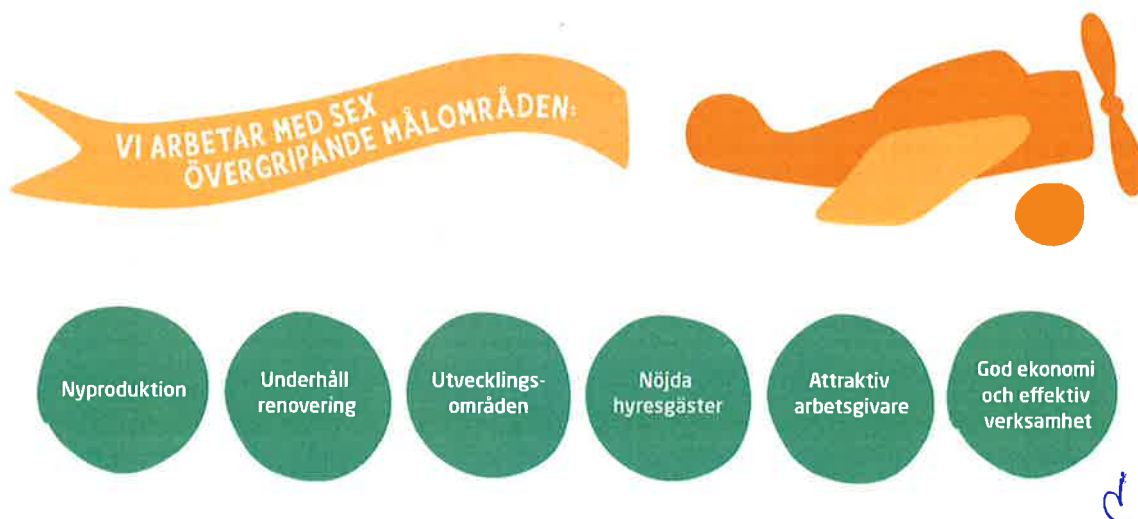 VI ARBETAR MED SEX
ÖVERGRIPANDE MÅLOMRÅDEN:
Nyproduktion
Underhåll
renovering
Utvecklings-
områden
Nöjda
hyresgäster
Attraktiv
arbetsgivare
God ekonomi
och effektiv
verksamhet